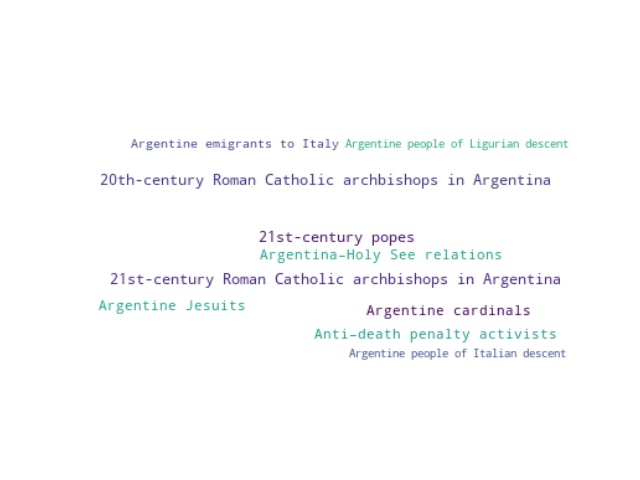 Argentine emigrants to Italy Argentine people of Ligurian descent
20th-century Roman Catholic archbishops in Argentina
21st-century popes
Argentina–Holy See relations
21st-century Roman Catholic archbishops in Argentina
Argentine Jesuits
Argentine cardinals
Anti–death penalty activists
Argentine people of Italian descent